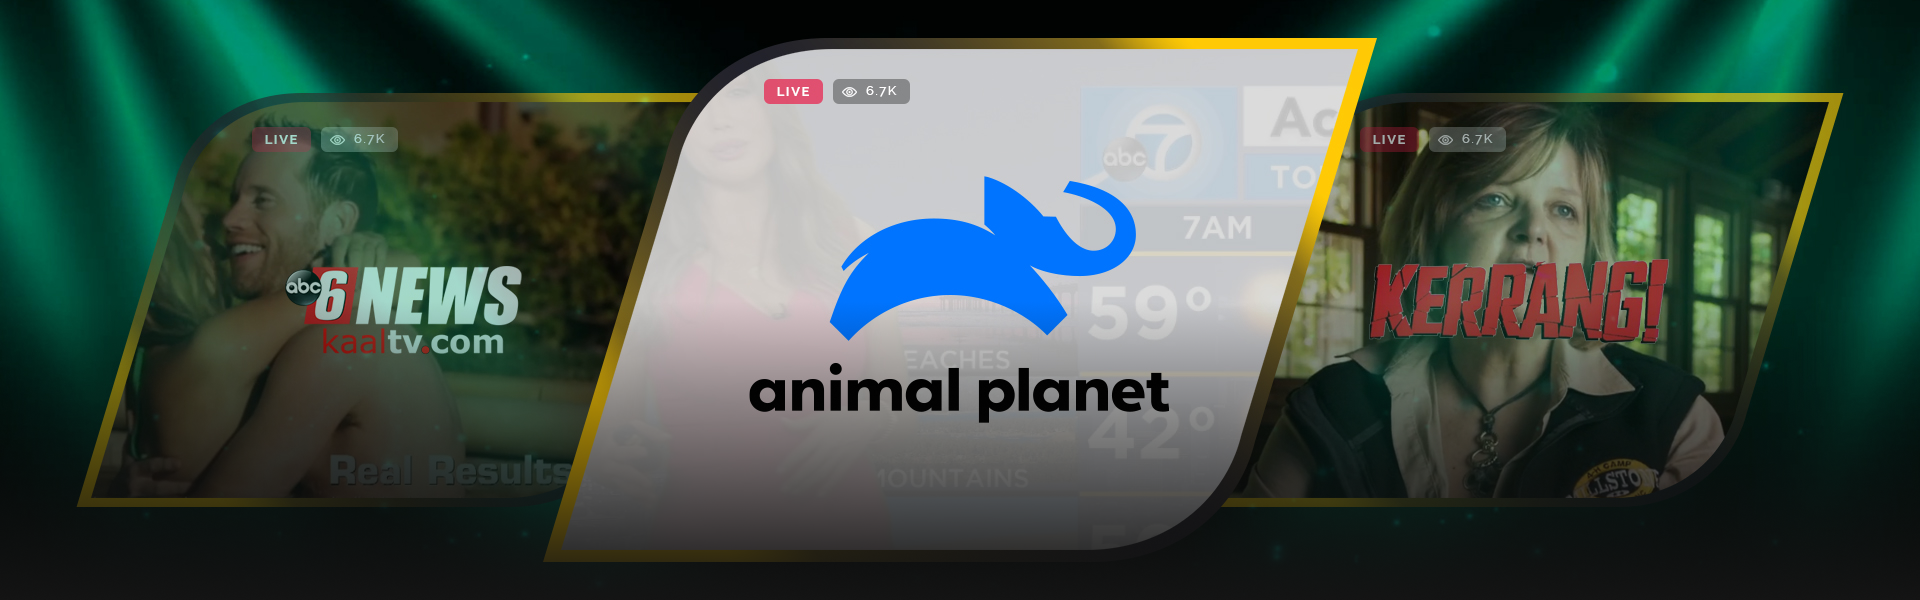 LIVE 6.7K
abc 6 NEWS
kaaltv.com
Real Results
LIVE 6.7K
abc 7
TO
7AM
59°
EACHES
animal planet
42°
OUNTAINS
LIVE 6.7K
KERRANG!